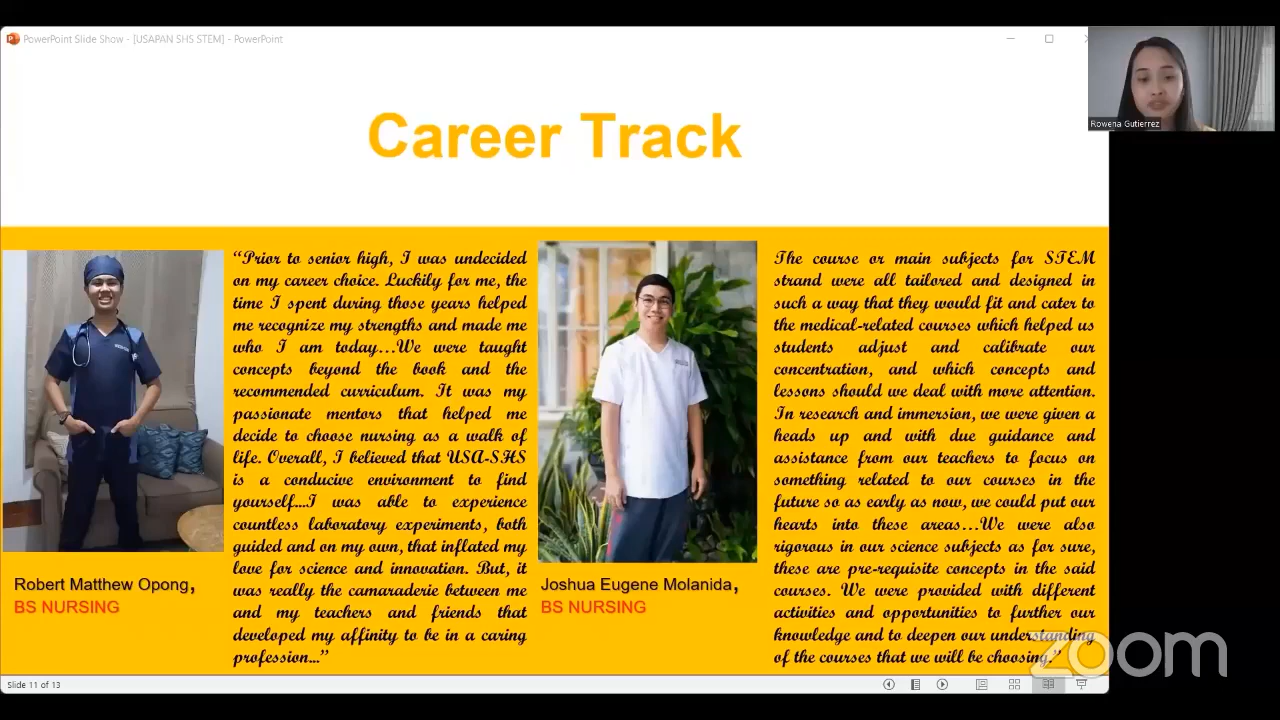 PowerPoint Slide Show - [USAPAN SHS STEM] - PowerPoint
Rowena Gutierrez
Career Track
“Prior to senior high, I was undecided
on my career choice. Luckily for me, the
time I spent during those years helped
me recognize my strengths and made me
who I am today…We were taught
concepts beyond the book and the
recommended curriculum. It was my
passionate mentors that helped me
decide to choose nursing as a walk of
life. Overall, I believed that USA-SHS
is a conducive environment to find
yourself....I was able to experience
countless laboratory experiments, both
guided and on my own, that inflated my
love for science and innovation. But, it
was really the camaraderie between me
and my teachers and friends that
developed my affinity to be in a caring
profession...”
Robert Matthew Opong,
BS NURSING
The course or main subjects for STEM
strand were all tailored and designed in
such a way that they would fit and cater to
the medical-related courses which helped us
students adjust and calibrate our
concentration, and which concepts and
lessons should we deal with more attention.
In research and immersion, we were given a
heads up and with due guidance and
assistance from our teachers to focus on
something related to our courses in the
future so as early as now, we could put our
hearts into these areas…We were also
rigorous in our science subjects as for sure,
these are pre-requisite concepts in the said
courses. We were provided with different
activities and opportunities to further our
knowledge and to deepen our understanding
of the courses that we will be choosing.”
Joshua Eugene Molanida,
BS NURSING
zoom
Slide 11 of 13